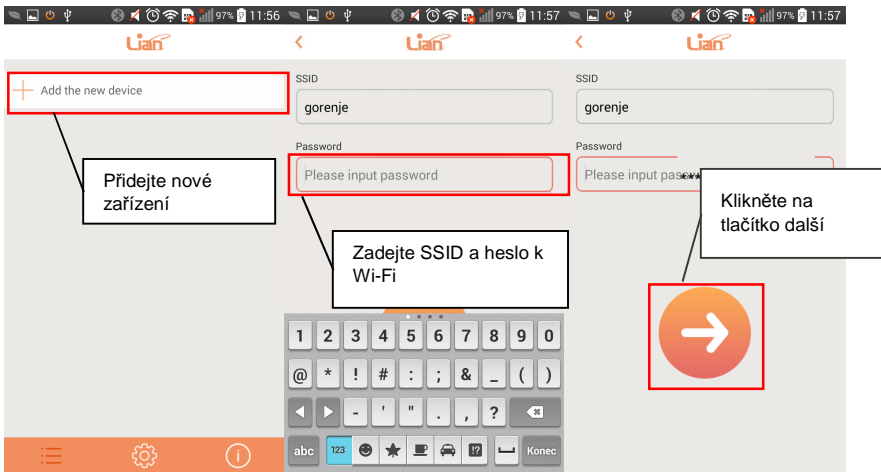 97% 11:56
Lian
Add the new device
Přidejte nové
zařízení
97% 11:57
Lian
SSID
gorenje
Password
Please input password
Zadejte SSID a heslo k
Wi-Fi
1 2 3 4 5 6 7 8 9 0
@ * ! # : ; & _ ( )
- ' " . , ?
abc 123 !? Konec
97% 11:57
Lian
SSID
gorenje
Password
Please input pass
Klikněte na
tlačítko další